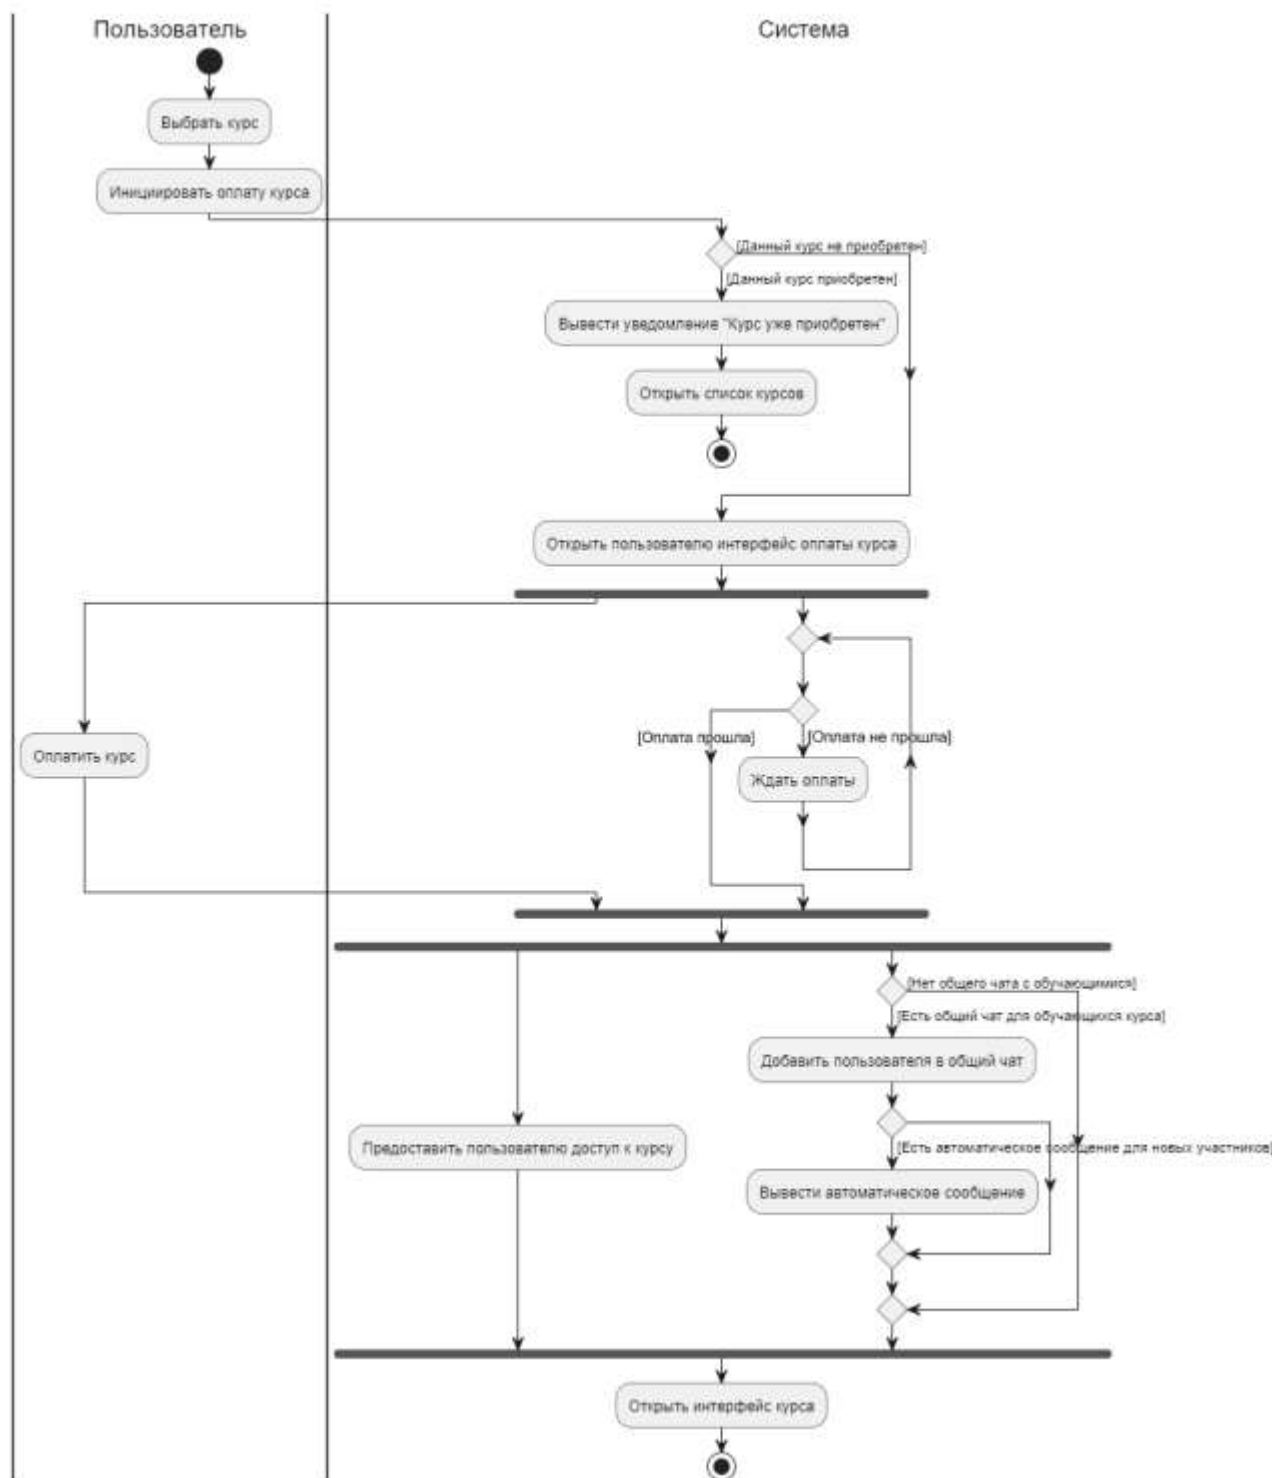 Пользователь
Система
Выбрать курс
Инициировать оплату курса
[Данный курс не приобретен]
[Данный курс приобретен]
Вывести уведомление "Курс уже приобретен"
Открыть список курсов
Открыть пользователю интерфейс оплаты курса
[Оплата прошла]
[Оплата не прошла]
Оплатить курс
Ждать оплаты
[Нет общего чата с обучающимися]
[Есть общий чат для обучающихся курса]
Добавить пользователя в общий чат
Предоставить пользователю доступ к курсу
[Есть автоматическое сообщение для новых участников]
Вывести автоматическое сообщение
Открыть интерфейс курса